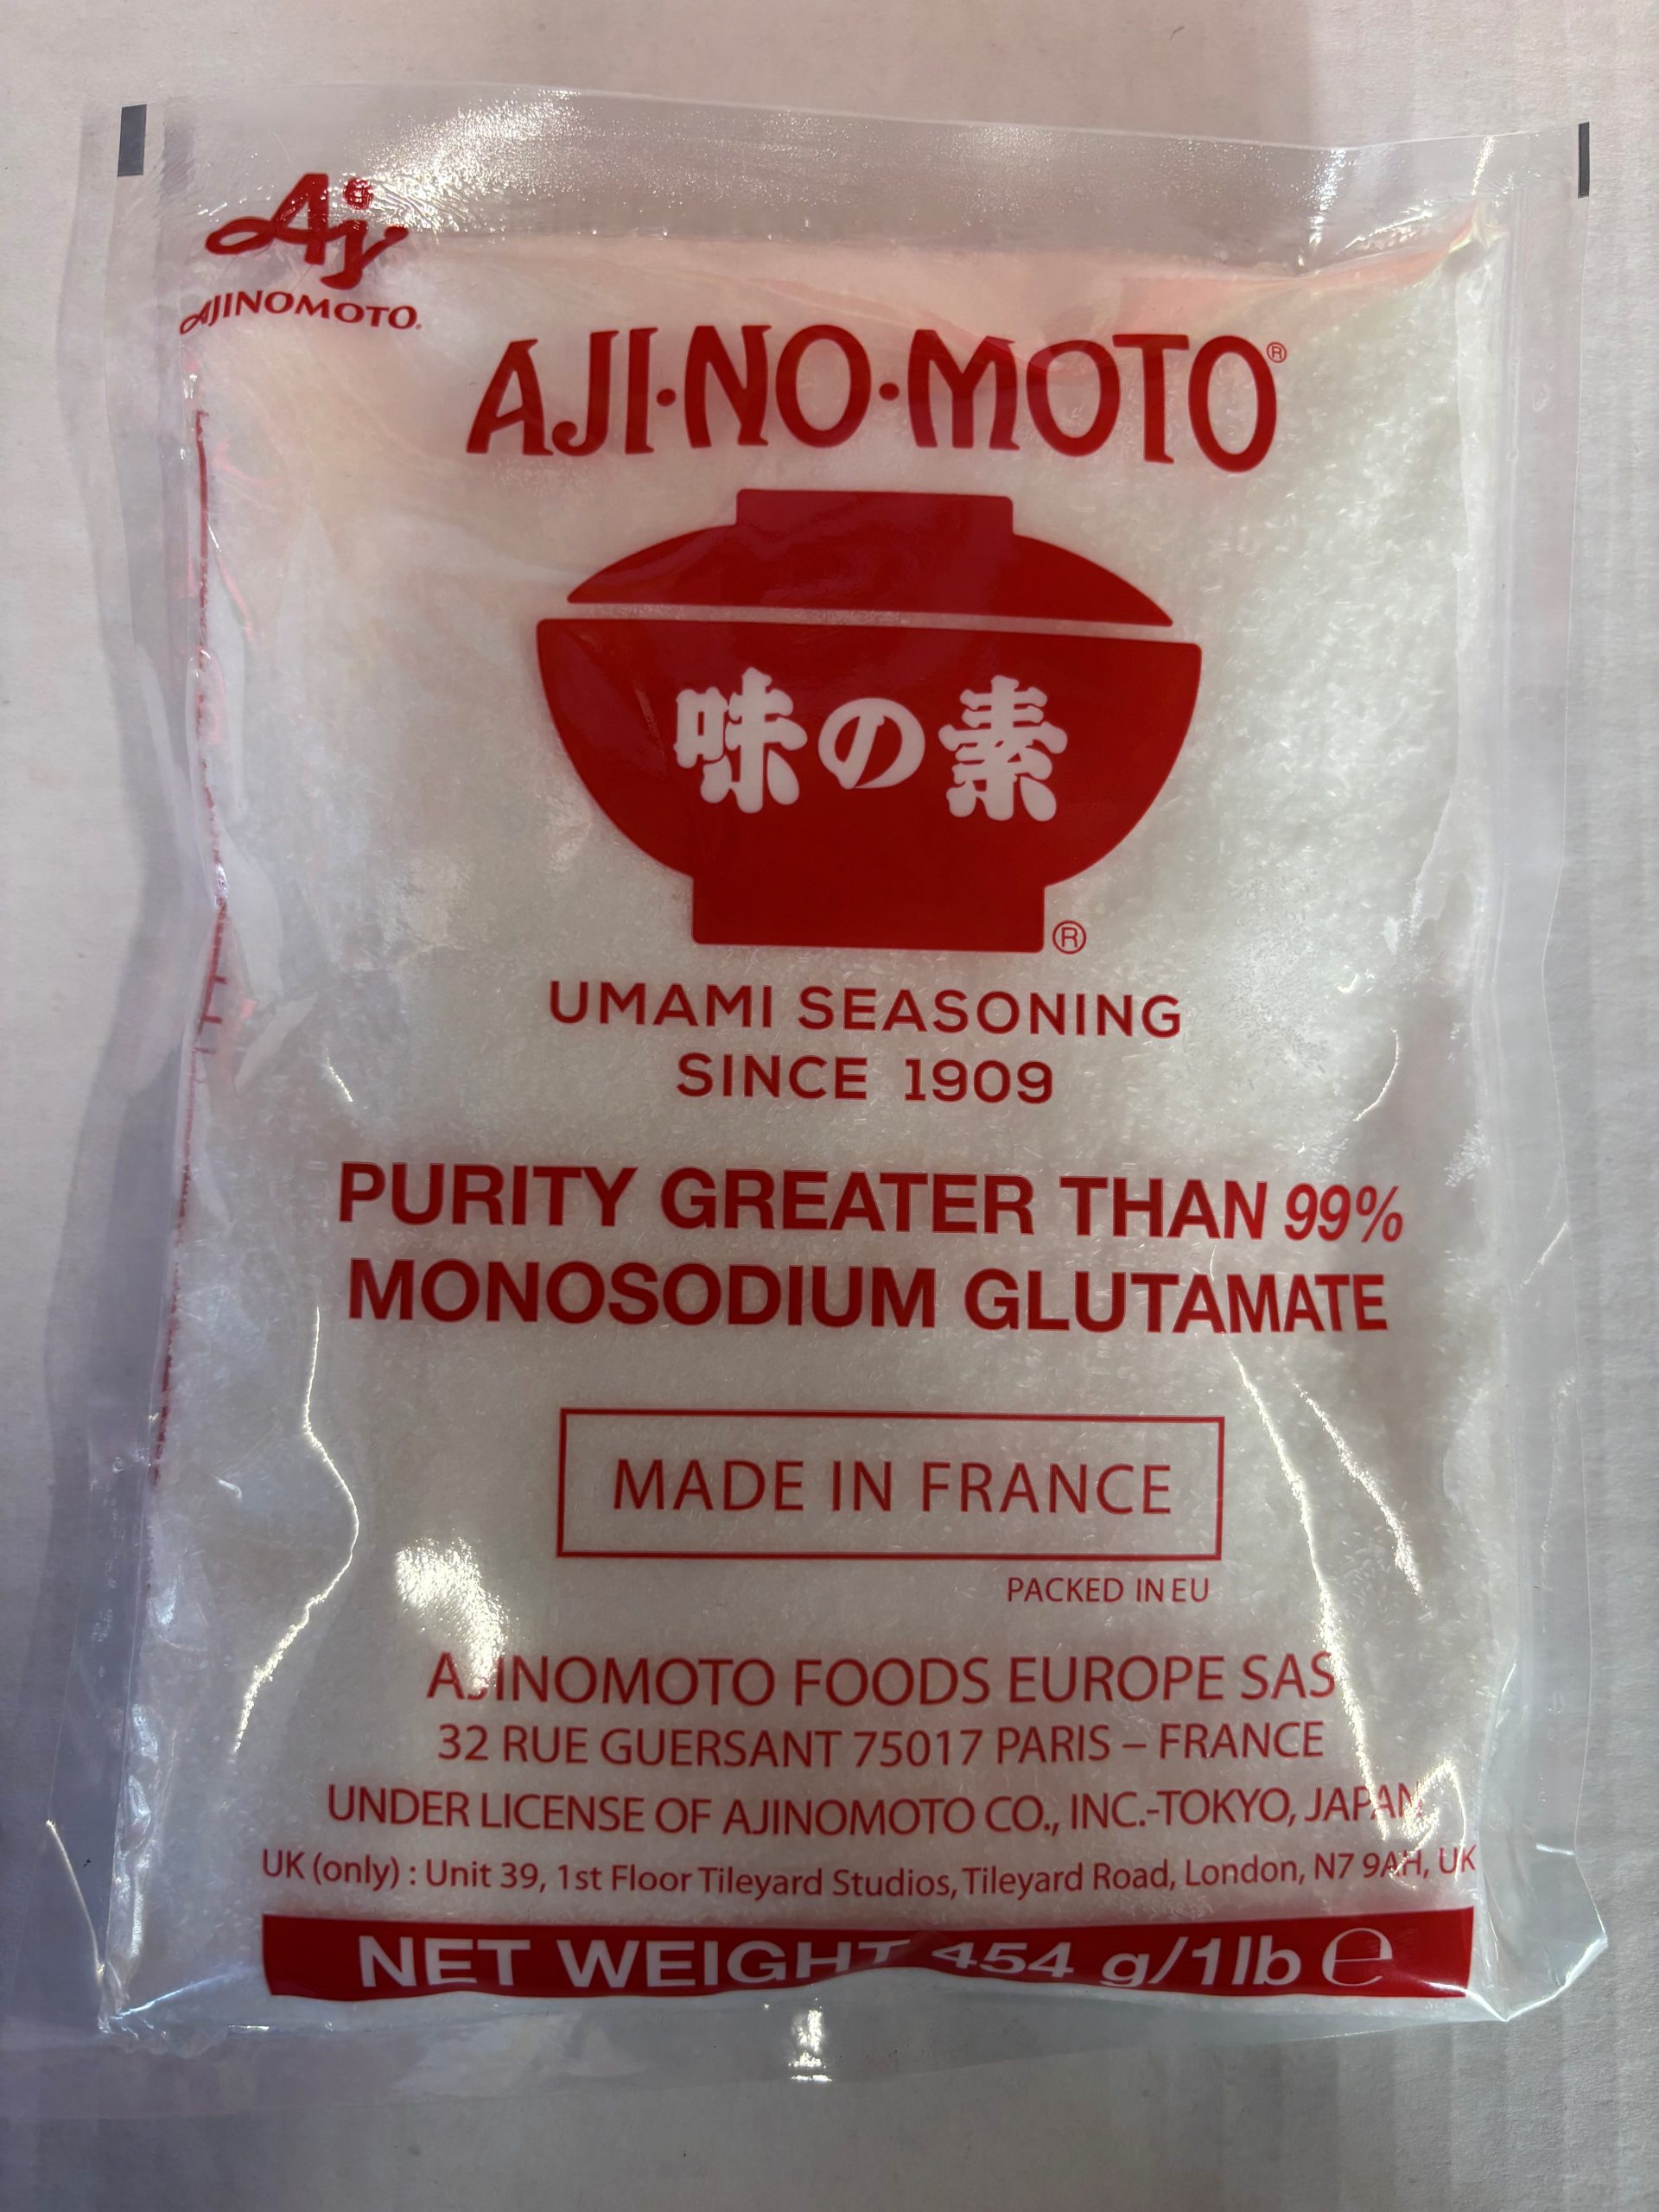 Aj
AJINOMOTO®
AJI·NO·MOTO®
味の素
®
UMAMI SEASONING
SINCE 1909
PURITY GREATER THAN 99%
MONOSODIUM GLUTAMATE
MADE IN FRANCE
PACKED IN EU
AJINOMOTO FOODS EUROPE SAS
32 RUE GUERSANT 75017 PARIS – FRANCE
UNDER LICENSE OF AJINOMOTO CO., INC.-TOKYO, JAPAN
UK (only) : Unit 39, 1st Floor Tileyard Studios, Tileyard Road, London, N7 9AH, UK
NET WEIGHT 454 g/1lb ℮